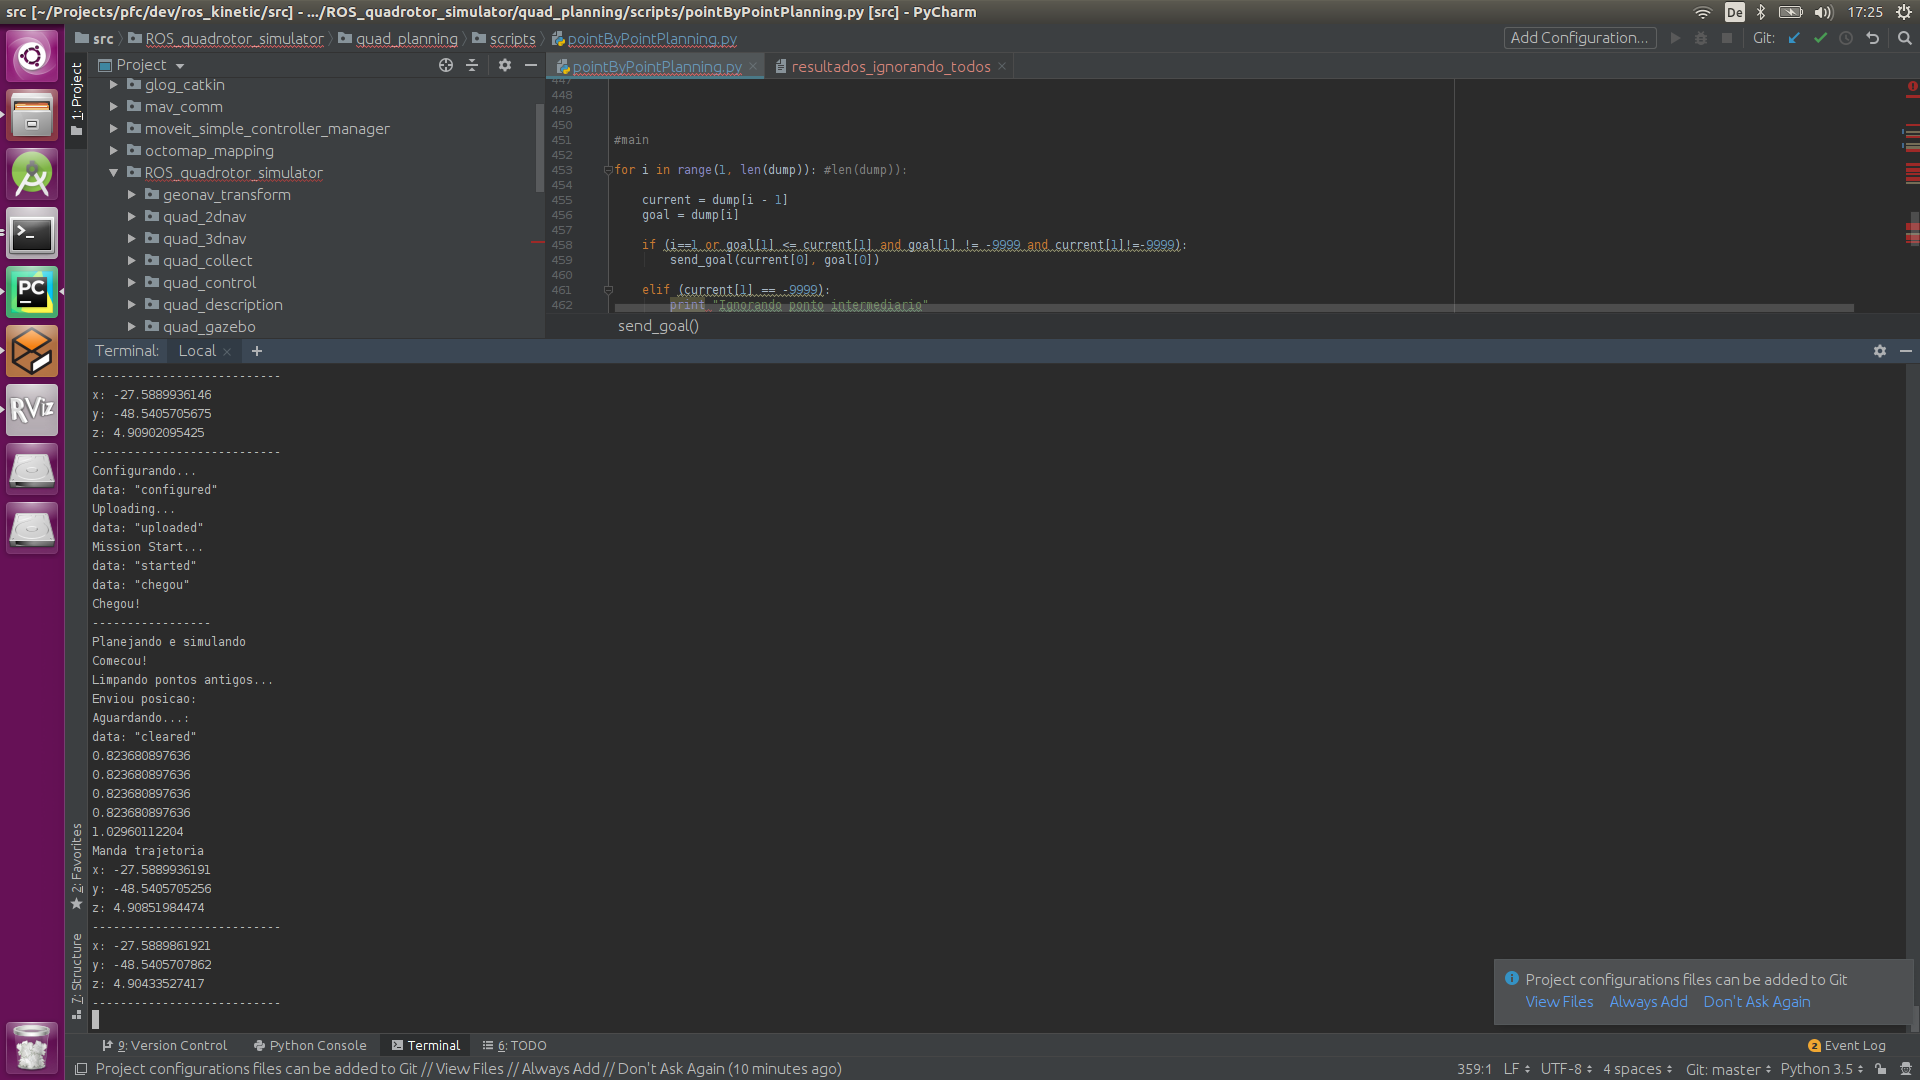 src [~/Projects/pfc/dev/ros_kinetic/src] - .../ROS_quadrotor_simulator/quad_planning/scripts/pointByPointPlanning.py [src] - PyCharm
De
17:25
src
ROS_quadrotor_simulator
quad_planning
scripts
pointByPointPlanning.py
Add Configuration...
Git:
1: Project
Project
pointByPointPlanning.py
resultados_ignorando_todos
glog_catkin
mav_comm
moveit_simple_controller_manager
octomap_mapping
ROS_quadrotor_simulator
geonav_transform
quad_2dnav
quad_3dnav
quad_collect
quad_control
quad_description
quad_gazebo
447
448
449
450
451 #main
452
453 for i in range(1, len(dump)): #len(dump)):
454
455 current = dump[i - 1]
456 goal = dump[i]
457
458 if (i==1 or goal[1] <= current[1] and goal[1] != -9999 and current[1]!=-9999):
459 send_goal(current[0], goal[0])
460
461 elif (current[1] == -9999):
462 print "Ignorando ponto intermediario"
send_goal()
Terminal: Local +
---------------------------
x: -27.5889936146
y: -48.5405705675
z: 4.90902095425
---------------------------
Configurando...
data: "configured"
Uploading...
data: "uploaded"
Mission Start...
data: "started"
data: "chegou"
Chegou!
-----------------
Planejando e simulando
Comecou!
Limpando pontos antigos...
Enviou posicao:
Aguardando...:
data: "cleared"
0.823680897636
0.823680897636
0.823680897636
0.823680897636
1.02960112204
Manda trajetoria
x: -27.5889936191
y: -48.5405705256
z: 4.90851984474
---------------------------
x: -27.5889861921
y: -48.5405707862
z: 4.90433527417
---------------------------
PC
RViz
2: Favorites
7: Structure
Project configurations files can be added to Git
View Files Always Add Don't Ask Again
9: Version Control
Python Console
Terminal
6: TODO
2 Event Log
Project configurations files can be added to Git // View Files // Always Add // Don't Ask Again (10 minutes ago)
359:1 LF UTF-8 4 spaces Git: master Python 3.5